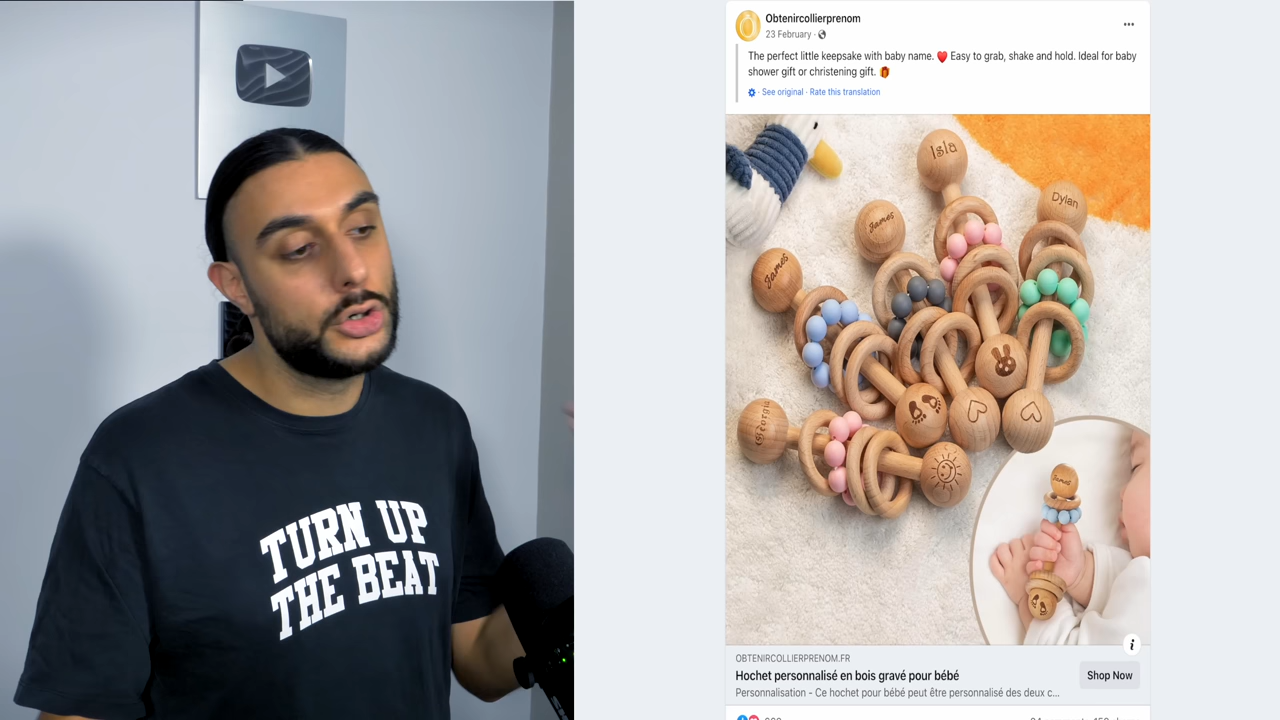 TURN UP
THE BEAT
Obtenircollierprenom
23 February ·
The perfect little keepsake with baby name. ❤️ Easy to grab, shake and hold. Ideal for baby
shower gift or christening gift. 🎁
· See original · Rate this translation
Isla
Dylan
James
James
Georgia
James
OBTENIRCOLLIERPRENOM.FR
Hochet personnalisé en bois gravé pour bébé
Personnalisation - Ce hochet pour bébé peut être personnalisé des deux c...
Shop Now